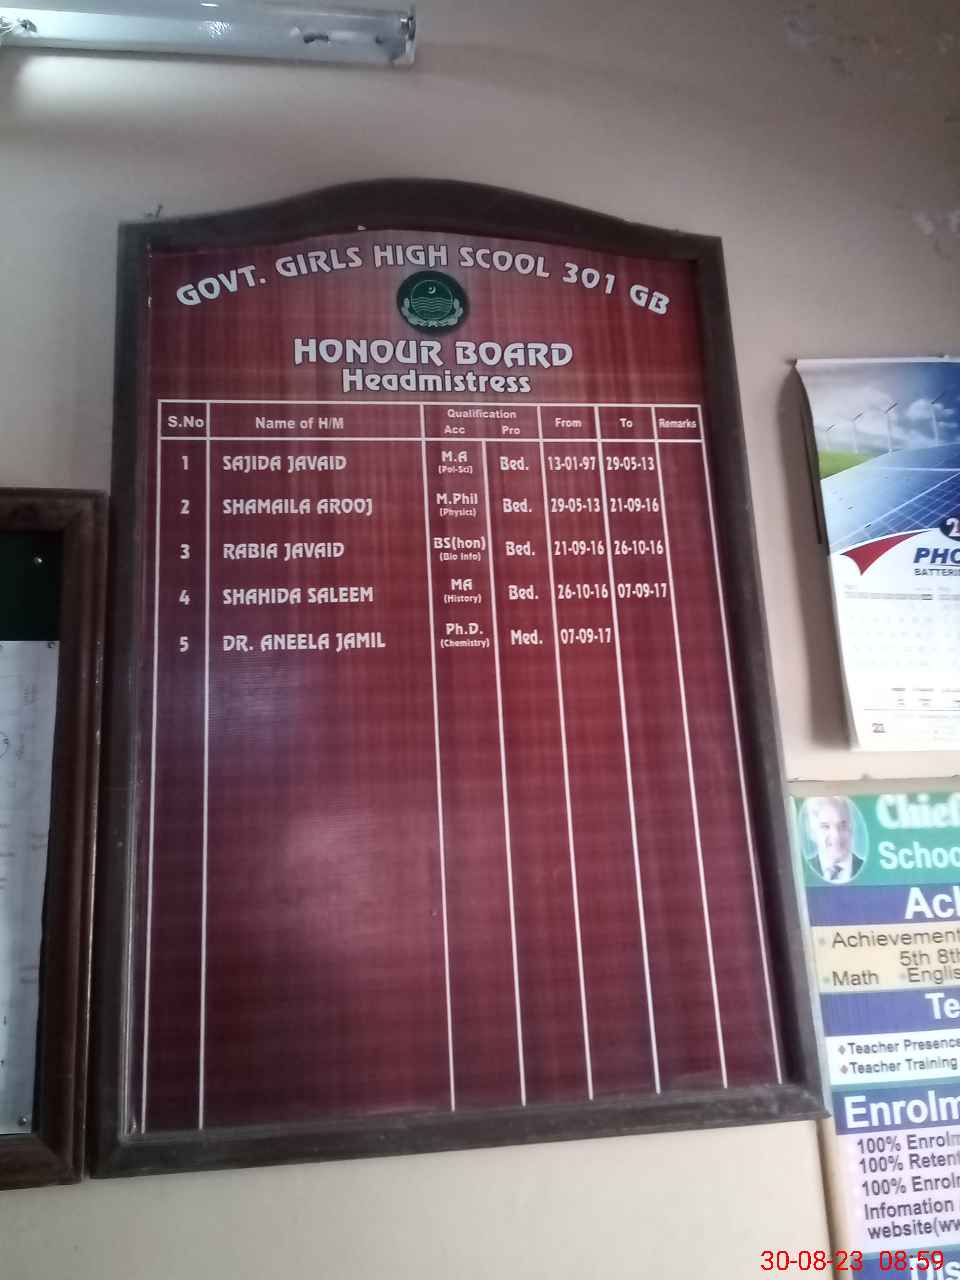 GOVT. GIRLS HIGH SCOOL 301 GB
HONOUR BOARD
Headmistress
S.No Name of H/M Qualification Acc Pro From To Remarks
1 SAJIDA JAVAID M.A (Pol-Sci) Bed. 13-01-97 29-05-13
2 SHAMAILA AROOJ M.Phil (Physics) Bed. 29-05-13 21-09-16
3 RABIA JAVAID BS(hon) (Bio Info) Bed. 21-09-16 26-10-16
4 SHAHIDA SALEEM MA (History) Bed. 26-10-16 07-09-17
5 DR. ANEELA JAMIL Ph.D. (Chemistry) Med. 07-09-17
PHO
BATTERI
23
Chief
Schoo
Ach
Achievement
5th 8th
Math Englis
Te
Teacher Presence
Teacher Training
Enrolm
100% Enrolm
100% Retent
100% Enrol
Infomation
website(ww
30-08-23 08:59